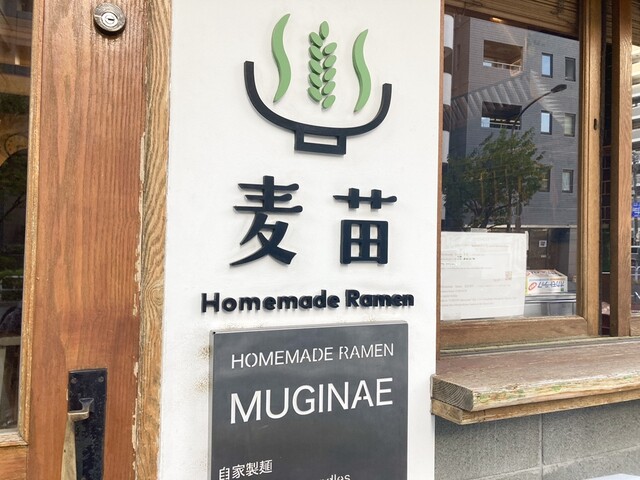 麦苗
Homemade Ramen
HOMEMADE RAMEN
MUGINAE
自家製麺